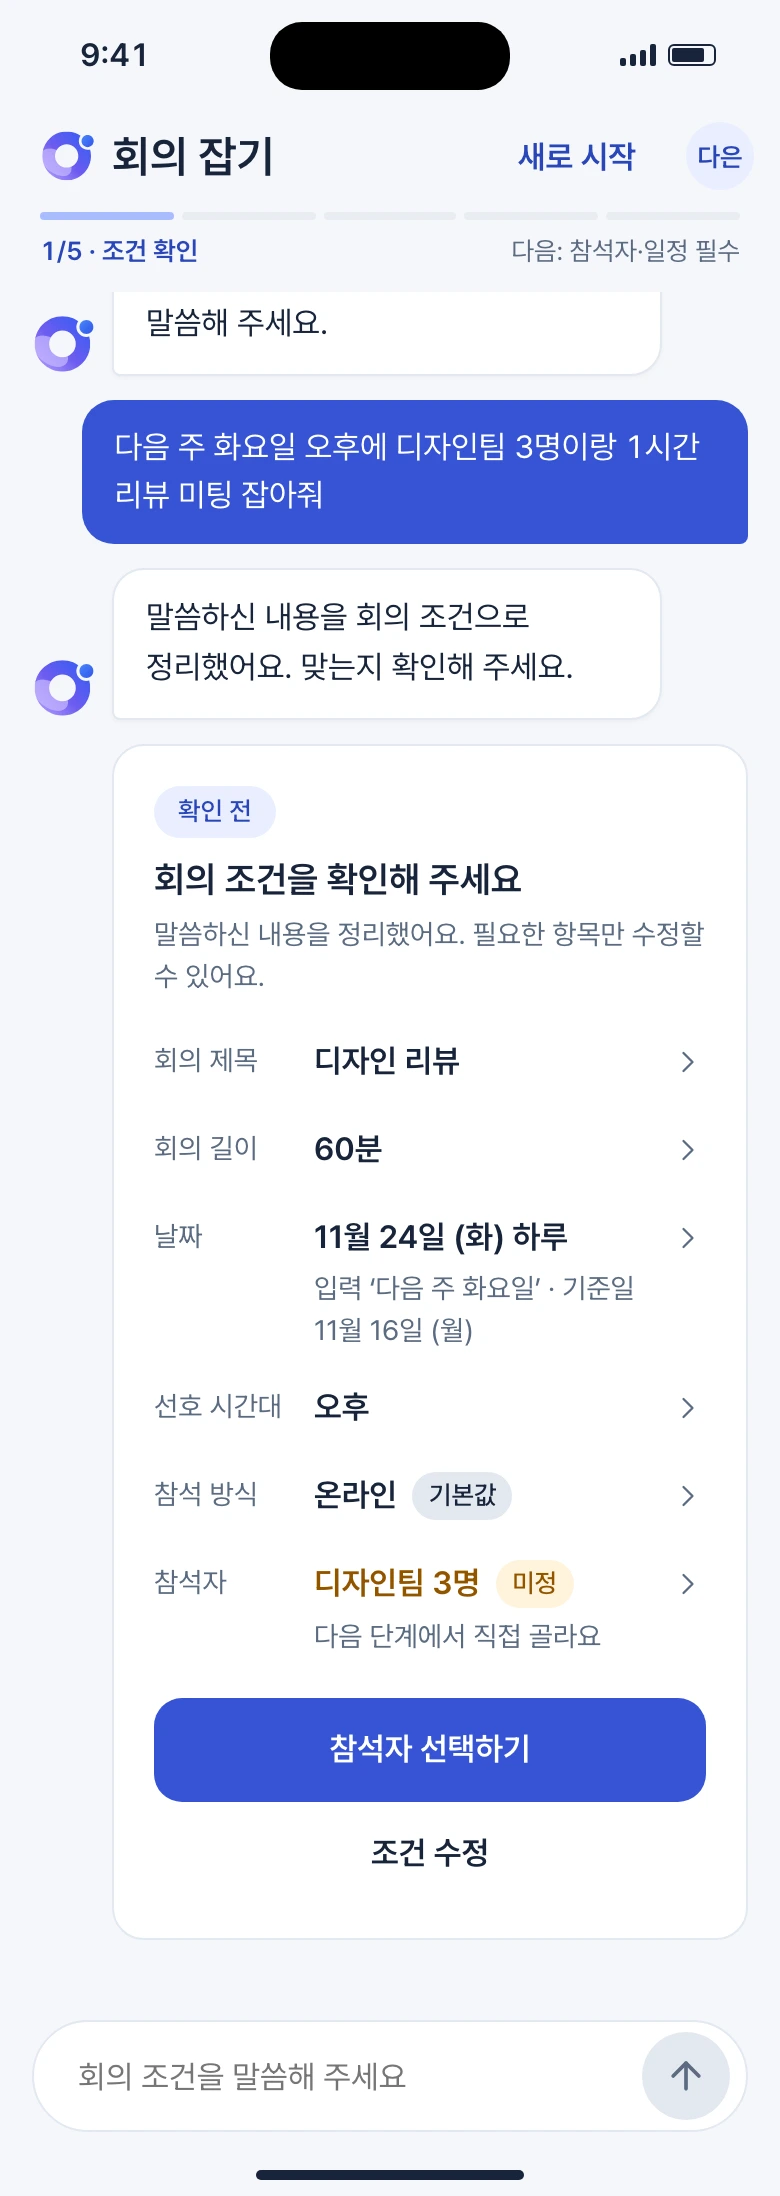 9:41
회의 잡기
새로 시작
다은
1/5 · 조건 확인
다음: 참석자·일정 필수
말씀해 주세요.
다음 주 화요일 오후에 디자인팀 3명이랑 1시간
리뷰 미팅 잡아줘
말씀하신 내용을 회의 조건으로
정리했어요. 맞는지 확인해 주세요.
확인 전
회의 조건을 확인해 주세요
말씀하신 내용을 정리했어요. 필요한 항목만 수정할
수 있어요.
회의 제목 디자인 리뷰
회의 길이 60분
날짜 11월 24일 (화) 하루
입력 ‘다음 주 화요일’ · 기준일
11월 16일 (월)
선호 시간대 오후
참석 방식 온라인 기본값
참석자 디자인팀 3명 미정
다음 단계에서 직접 골라요
참석자 선택하기
조건 수정
회의 조건을 말씀해 주세요